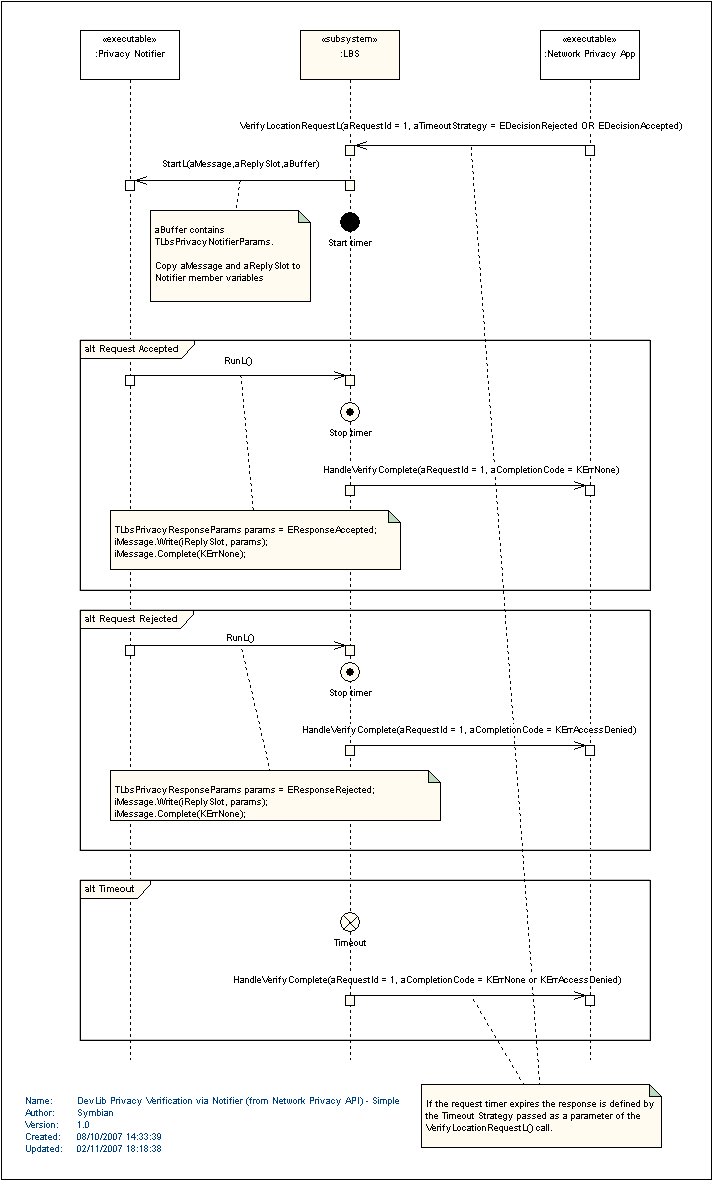 «executable»
:Privacy Notifier
«subsystem»
:LBS
«executable»
:Network Privacy App
VerifyLocationRequestL(aRequestId = 1, aTimeoutStrategy = EDecisionRejected OR EDecisionAccepted)
StartL(aMessage,aReplySlot,aBuffer)
aBuffer contains
TLbsPrivacyNotifierParams.
Copy aMessage and aReplySlot to
Notifier member variables
Start timer
alt Request Accepted
RunL()
Stop timer
HandleVerifyComplete(aRequestId = 1, aCompletionCode = KErrNone)
TLbsPrivacyResponseParams params = EResponseAccepted;
iMessage.Write(iReplySlot, params);
iMessage.Complete(KErrNone);
alt Request Rejected
RunL()
Stop timer
HandleVerifyComplete(aRequestId = 1, aCompletionCode = KErrAccessDenied)
TLbsPrivacyResponseParams params = EResponseRejected;
iMessage.Write(iReplySlot, params);
iMessage.Complete(KErrNone);
alt Timeout
Timeout
HandleVerifyComplete(aRequestId = 1, aCompletionCode = KErrNone or KErrAccessDenied)
If the request timer expires the response is defined by
the Timeout Strategy passed as a parameter of the
VerifyLocationRequestL() call.
Name: DevLib Privacy Verification via Notifier (from Network Privacy API) - Simple
Author: Symbian
Version: 1.0
Created: 08/10/2007 14:33:39
Updated: 02/11/2007 18:18:38